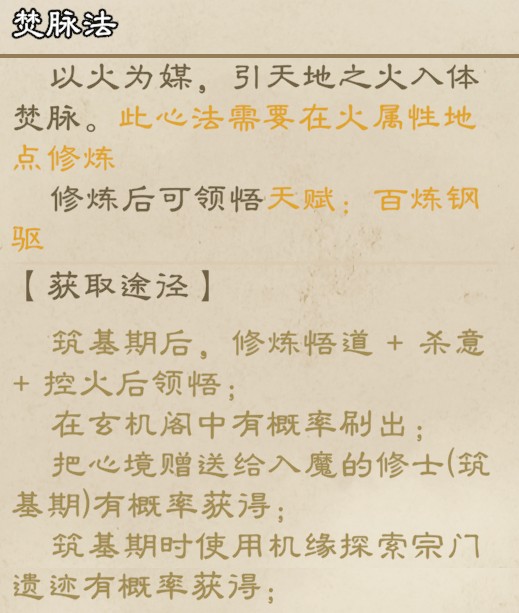 焚脉法
以火为媒，引天地之火入体
焚脉。此心法需要在火属性地
点修炼
修炼后可领悟天赋：百炼钢
驱
【获取途径】
筑基期后，修炼悟道 + 杀意
+ 控火后领悟；
在玄机阁中有概率刷出；
把心境赠送给入魔的修士(筑
基期)有概率获得；
筑基期时使用机缘探索宗门
遗迹有概率获得；